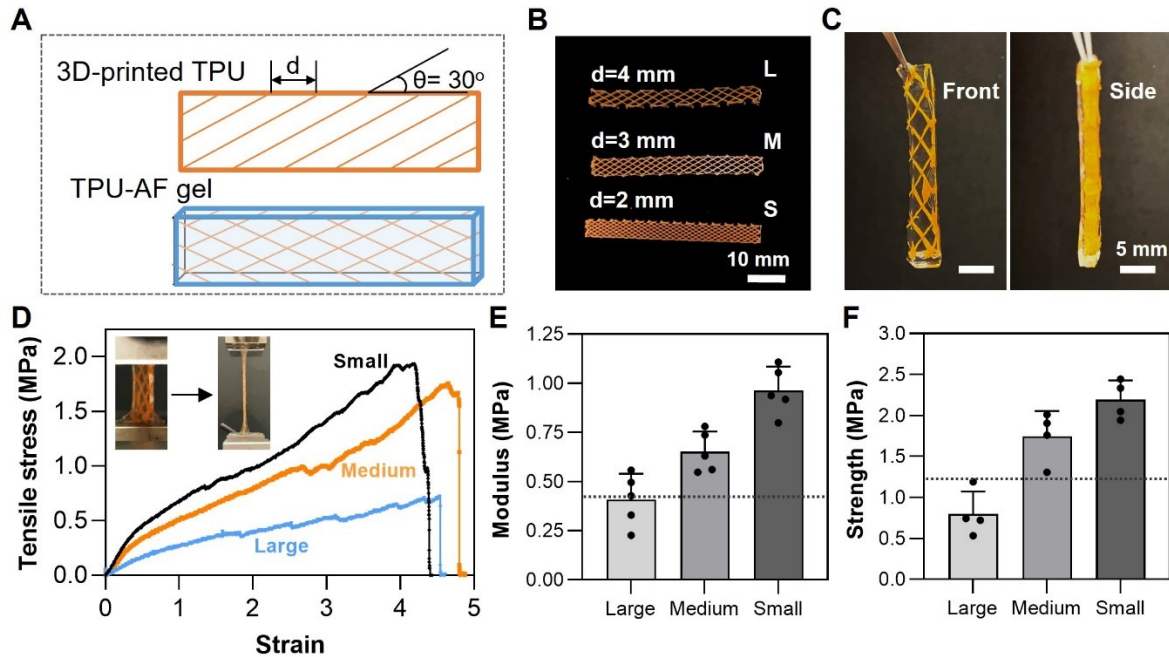 A
3D-printed TPU
d
θ= 30°
TPU-AF gel
B
d=4 mm
L
d=3 mm
M
d=2 mm
S
10 mm
C
Front
Side
5 mm
D
Tensile stress (MPa)
2.0
1.5
1.0
0.5
0.0
Small
Medium
Large
0 1 2 3 4 5
Strain
E
Modulus (MPa)
1.25
1.00
0.75
0.50
0.25
0.00
Large Medium Small
F
Strength (MPa)
3.0
2.5
2.0
1.5
1.0
0.5
0.0
Large Medium Small